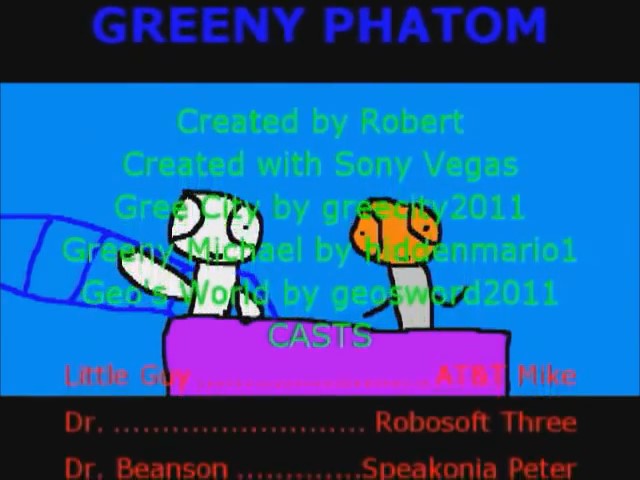 GREENY PHATOM
Created by Robert
Created with Sony Vegas
Gree City by greecity2011
Greeny Michael by hiddenmario1
Geo's World by geosword2011
CASTS
Little Guy ............................ AT&T Mike
Dr. .......................... Robosoft Three
Dr. Beanson .............Speakonia Peter